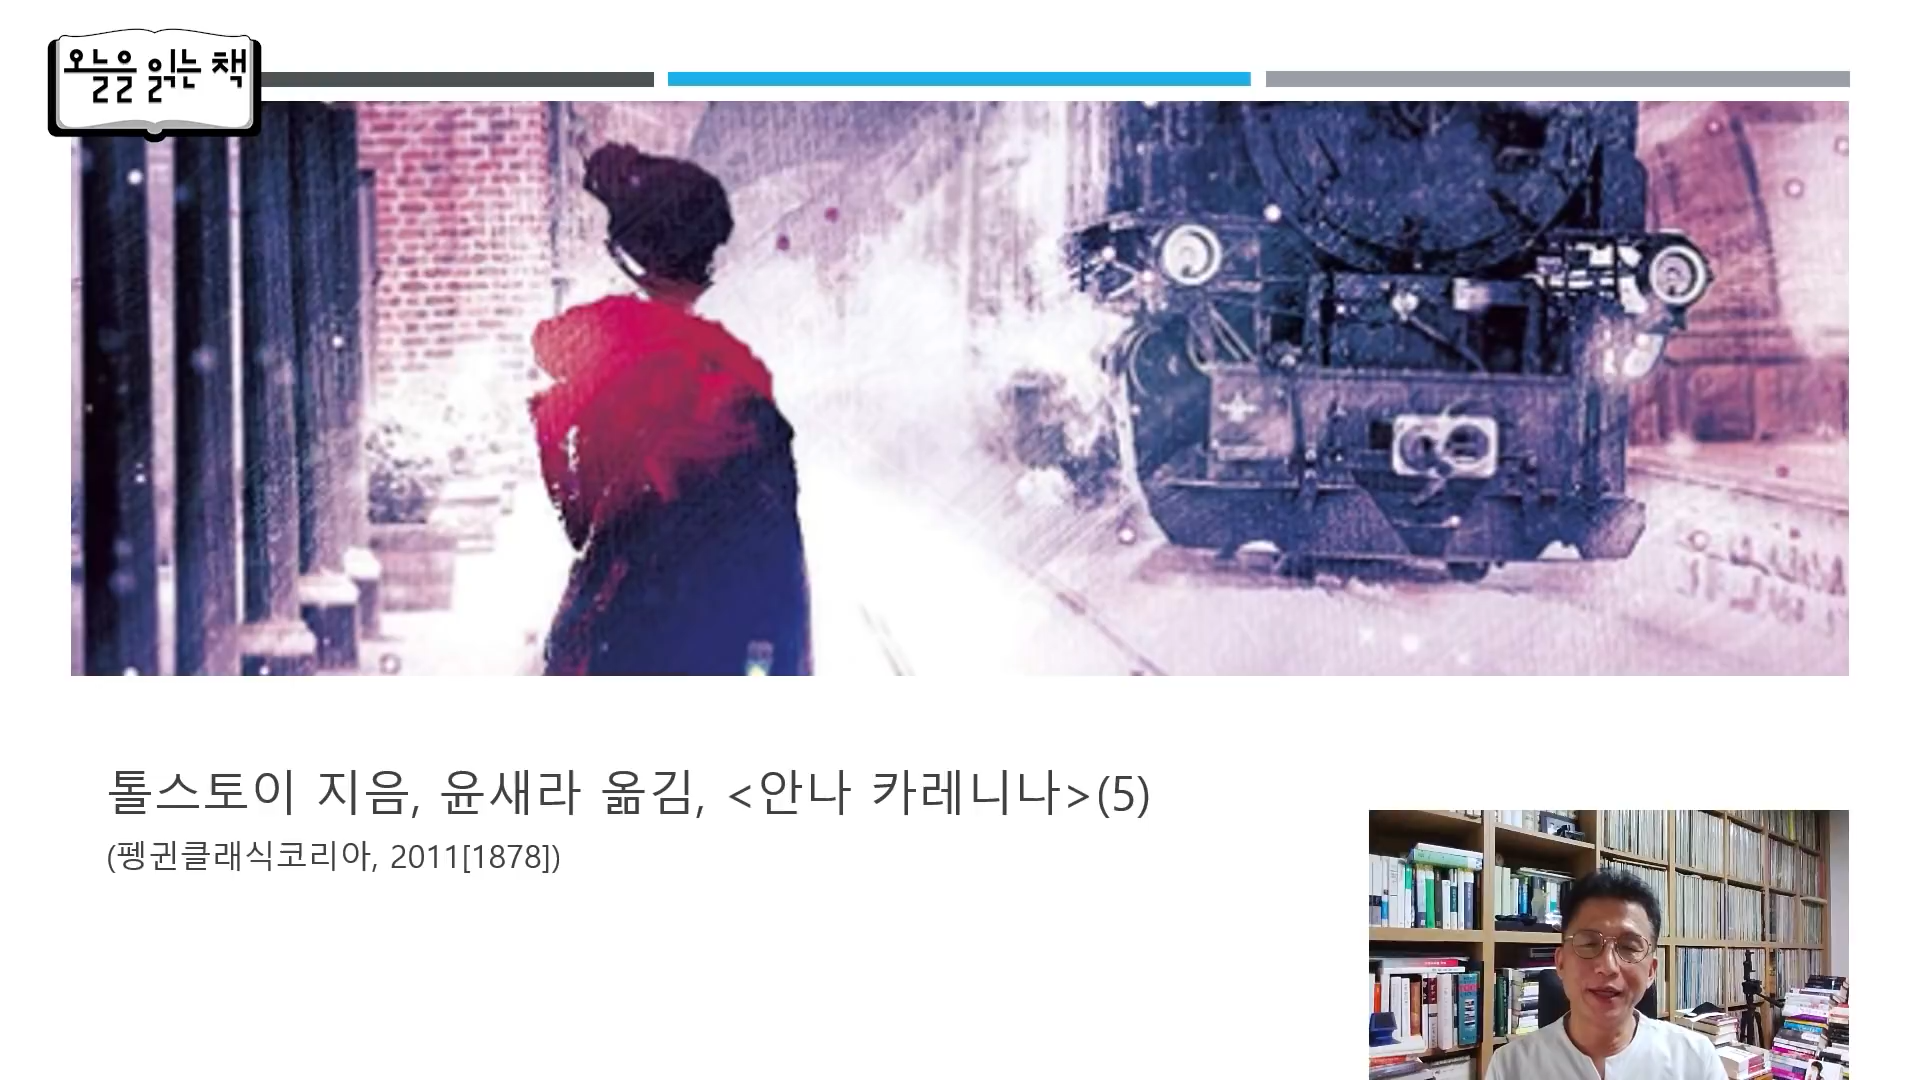 오늘을 읽는 책
톨스토이 지음, 윤새라 옮김, <안나 카레니나>(5)
(펭귄클래식코리아, 2011[1878])